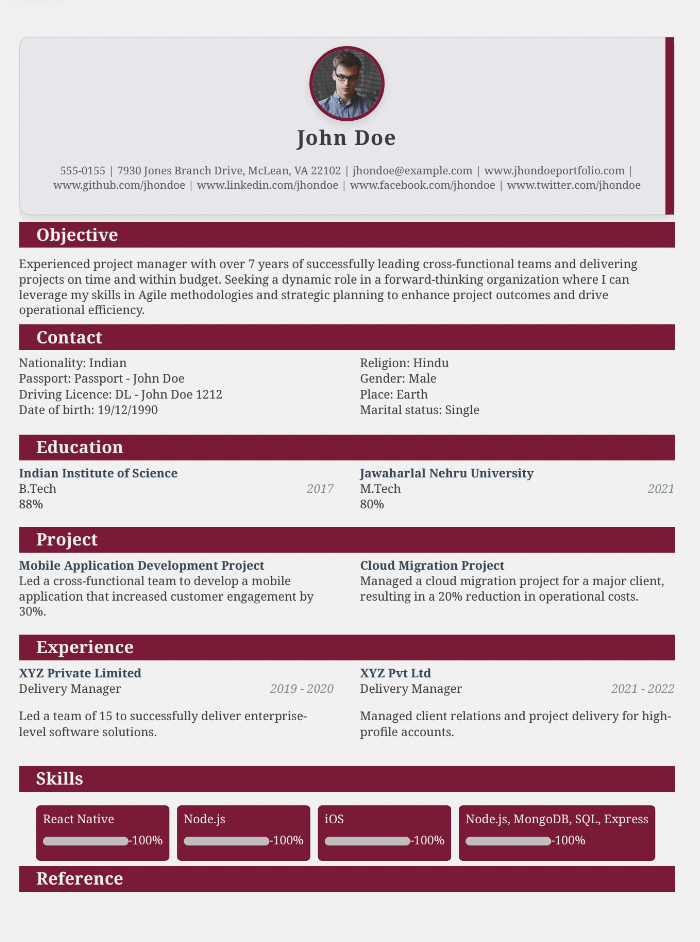 John Doe
555-0155 | 7930 Jones Branch Drive, McLean, VA 22102 | jhondoe@example.com | www.jhondoeportfolio.com |
www.github.com/jhondoe | www.linkedin.com/jhondoe | www.facebook.com/jhondoe | www.twitter.com/jhondoe
Objective
Experienced project manager with over 7 years of successfully leading cross-functional teams and delivering
projects on time and within budget. Seeking a dynamic role in a forward-thinking organization where I can
leverage my skills in Agile methodologies and strategic planning to enhance project outcomes and drive
operational efficiency.
Contact
Nationality: Indian
Passport: Passport - John Doe
Driving Licence: DL - John Doe 1212
Date of birth: 19/12/1990
Religion: Hindu
Gender: Male
Place: Earth
Marital status: Single
Education
Indian Institute of Science
B.Tech 2017
88%
Jawaharlal Nehru University
M.Tech 2021
80%
Project
Mobile Application Development Project
Led a cross-functional team to develop a mobile
application that increased customer engagement by
30%.
Cloud Migration Project
Managed a cloud migration project for a major client,
resulting in a 20% reduction in operational costs.
Experience
XYZ Private Limited
Delivery Manager 2019 - 2020
Led a team of 15 to successfully deliver enterprise-
level software solutions.
XYZ Pvt Ltd
Delivery Manager 2021 - 2022
Managed client relations and project delivery for high-
profile accounts.
Skills
React Native
-100%
Node.js
-100%
iOS
-100%
Node.js, MongoDB, SQL, Express
-100%
Reference